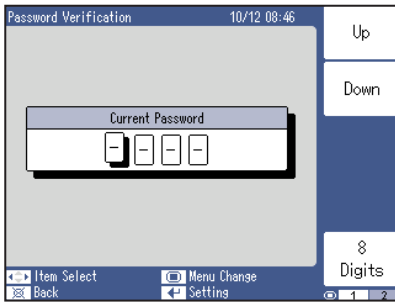 Password Verification 10/12 08:46
Up
Down
Current Password
- - - -
8
Digits
Item Select Menu Change
Back Setting
1 2